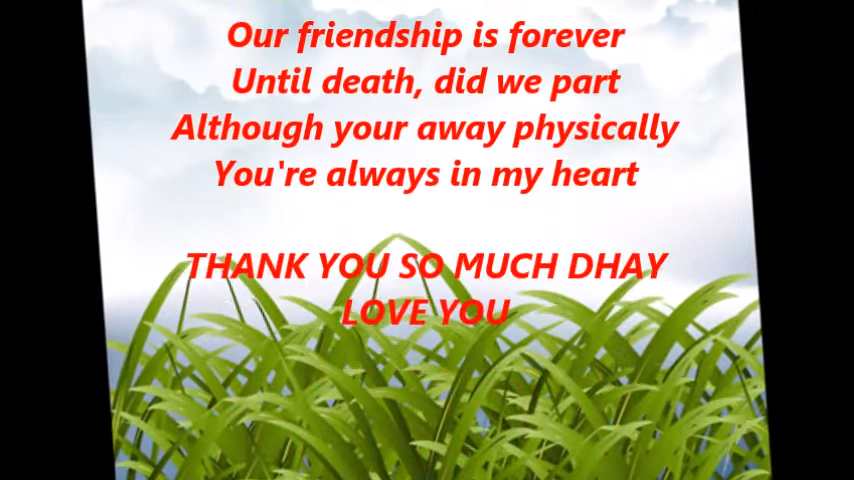 Our friendship is forever
Until death, did we part
Although your away physically
You're always in my heart
THANK YOU SO MUCH DHAY
LOVE YOU